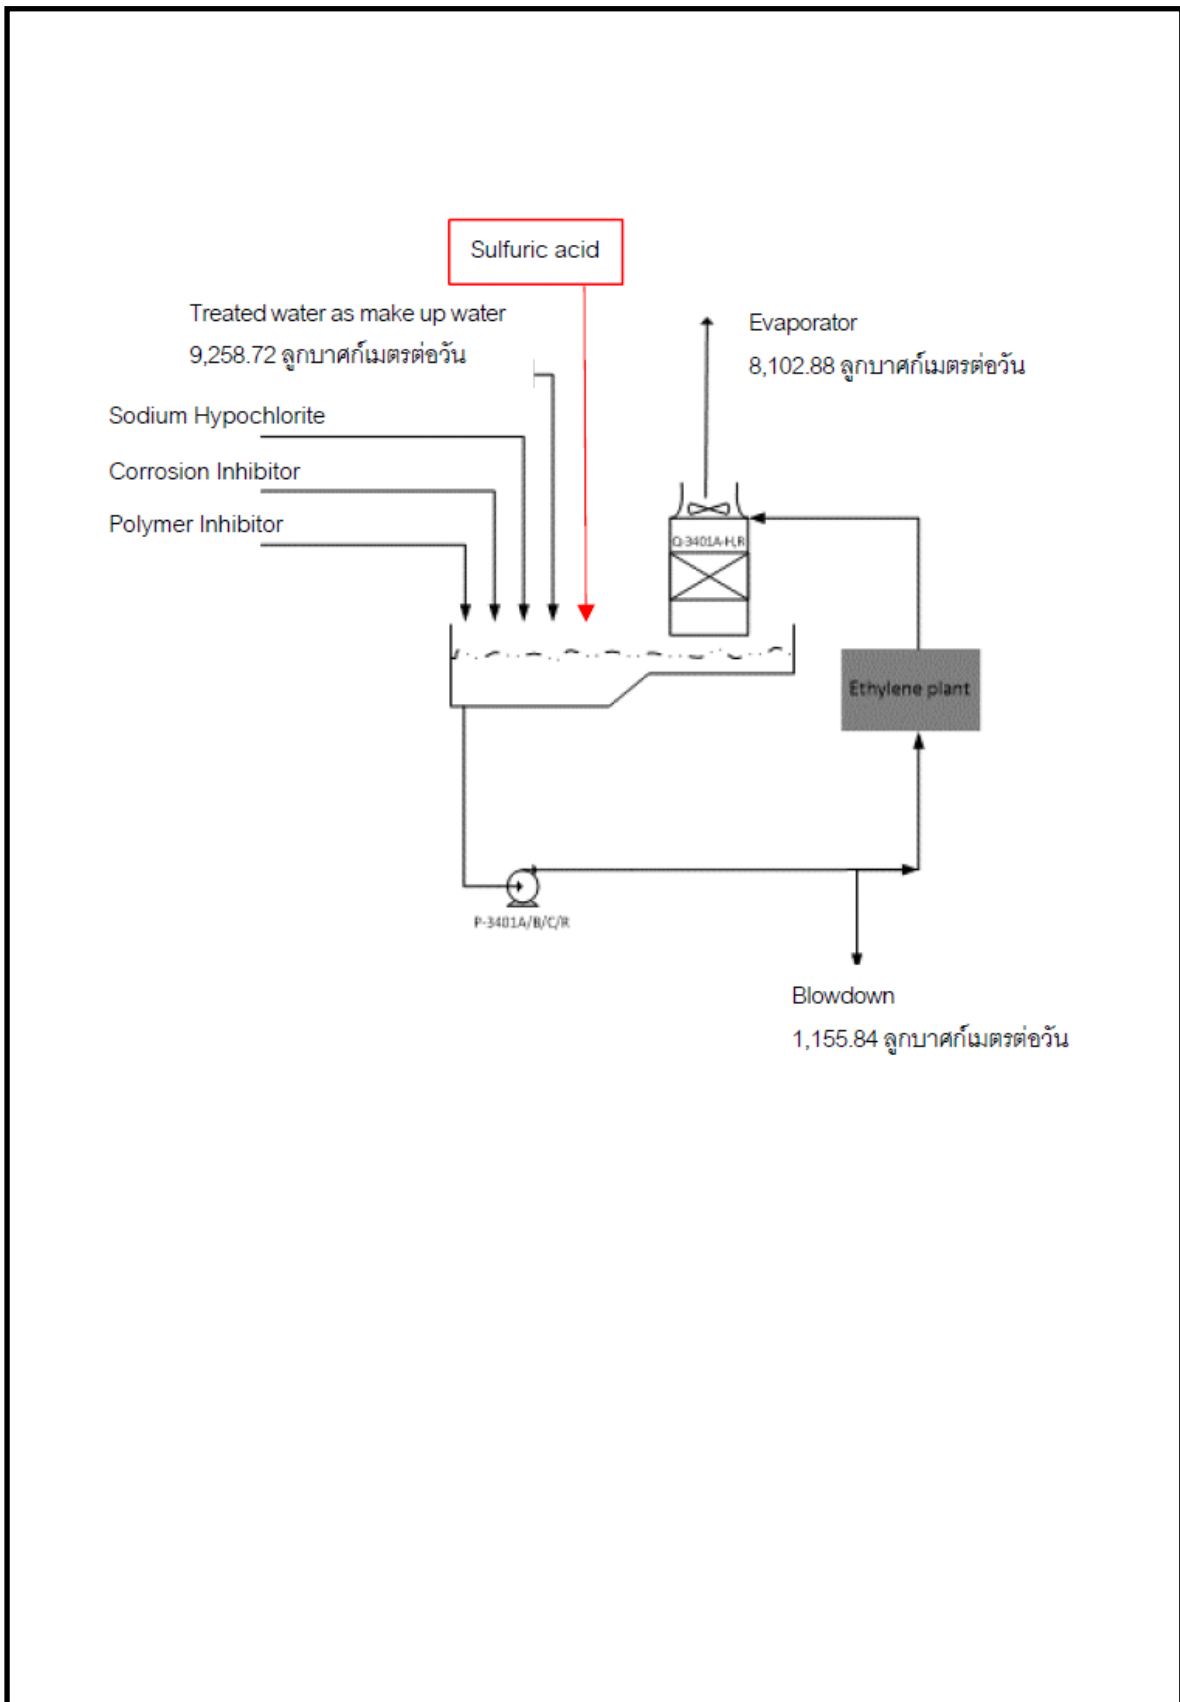 Sulfuric acid
Treated water as make up water
9,258.72 ลูกบาศก์เมตรต่อวัน
Evaporator
8,102.88 ลูกบาศก์เมตรต่อวัน
Sodium Hypochlorite
Corrosion Inhibitor
Polymer Inhibitor
Q-3401A-H,R
Ethylene plant
P-3401A/B/C/R
Blowdown
1,155.84 ลูกบาศก์เมตรต่อวัน